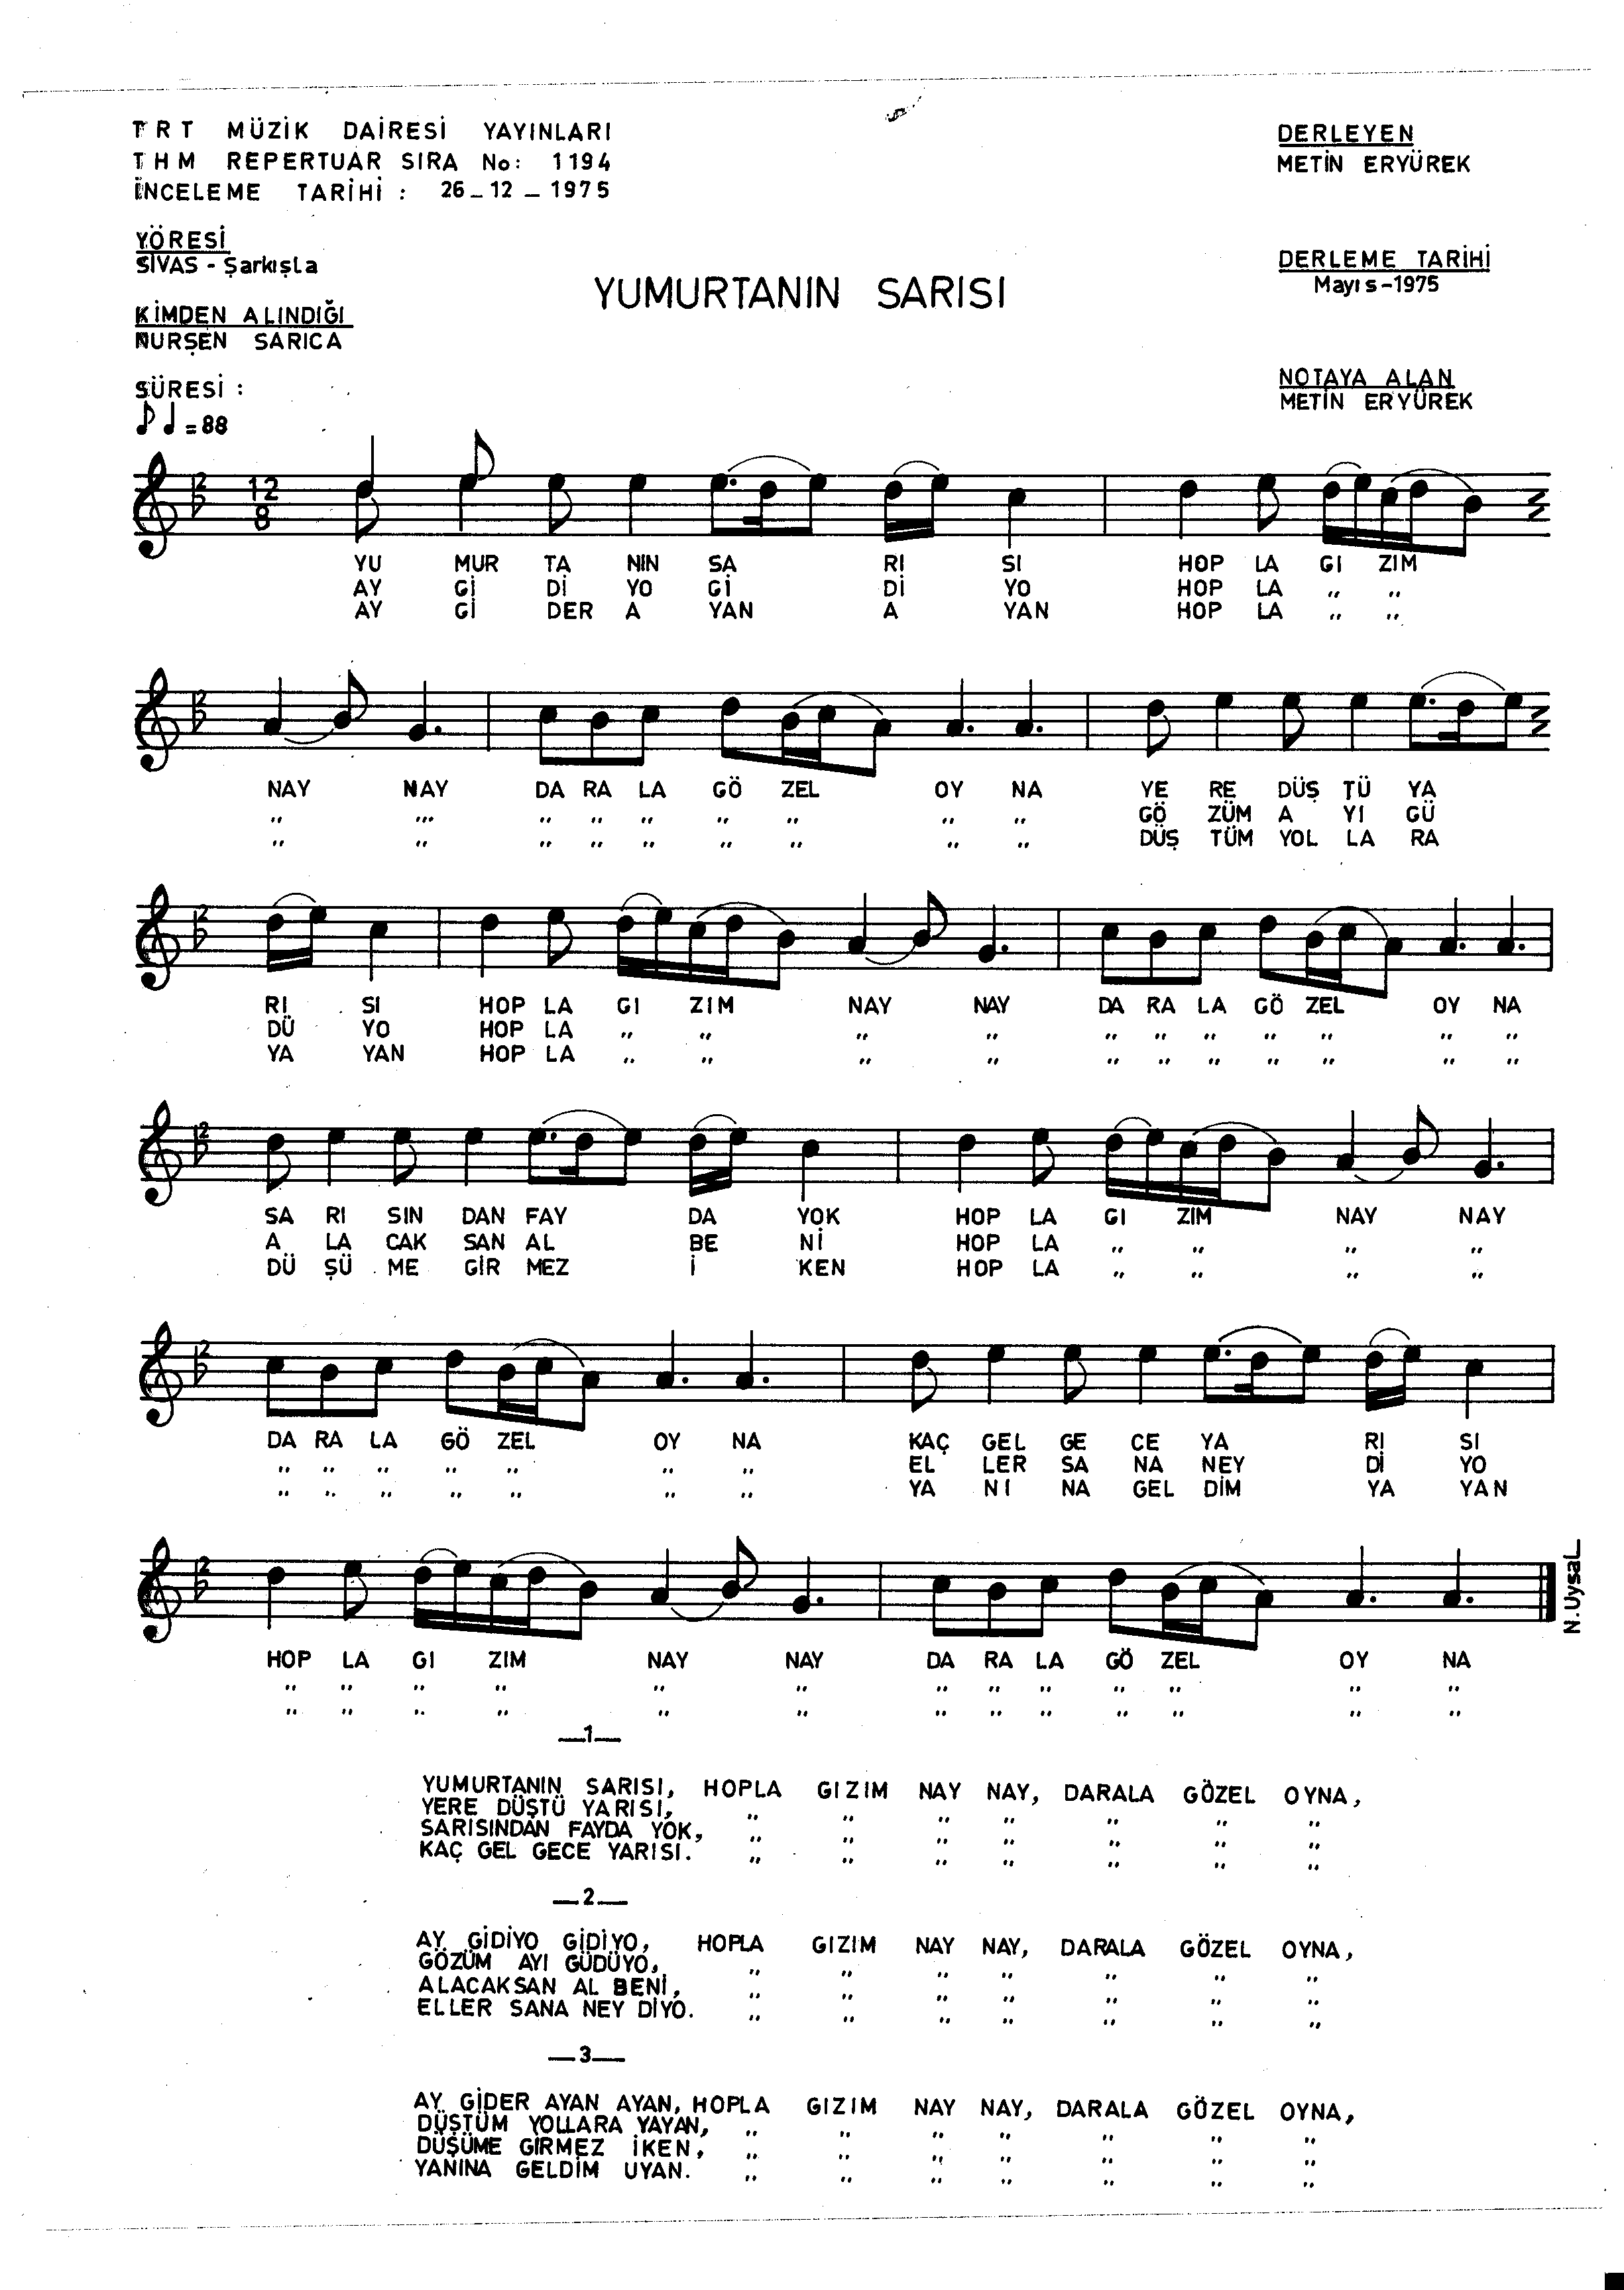 TRT MÜZİK DAİRESİ YAYINLARI
THM REPERTUAR SIRA No: 1194
İNCELEME TARİHİ : 26_12_1975
DERLEYEN
METİN ERYÜREK
YÖRESİ
SİVAS - Şarkışla
DERLEME TARİHİ
Mayıs-1975
YUMURTANIN SARISI
KİMDEN ALINDIĞI
NURŞEN SARICA
SÜRESİ :
=88
NOTAYA ALAN
METİN ERYÜREK
12
8
YU MUR TA NIN SA RI SI HOP LA GI ZIM
AY Gİ Dİ YO Gİ Dİ YO HOP LA " "
AY Gİ DER A YAN A YAN HOP LA " "
NAY NAY DA RA LA GÖ ZEL OY NA YE RE DÜŞ TÜ YA
" " " " " " " " " GÖ ZÜM A YI GÜ
" " " " " " " " " DÜŞ TÜM YOL LA RA
RI SI HOP LA GI ZIM NAY NAY DA RA LA GÖ ZEL OY NA
DÜ YO HOP LA " " " " " " " " " " "
YA YAN HOP LA " " " " " " " " " " "
SA RI SIN DAN FAY DA YOK HOP LA GI ZIM NAY NAY
A LA CAK SAN AL BE Nİ HOP LA " " " "
DÜ ŞÜ ME GİR MEZ İ KEN HOP LA " " " "
DA RA LA GÖ ZEL OY NA KAÇ GEL GE CE YA RI SI
" " " " " " " EL LER SA NA NEY Dİ YO
" " " " " " " YA NI NA GEL DİM YA YAN
HOP LA GI ZIM NAY NAY DA RA LA GÖ ZEL OY NA
" " " " " " " " " " " " "
" " " " " " " " " " " " "
N.Uysal
_1_
YUMURTANIN SARISI, HOPLA GIZIM NAY NAY, DARALA GÖZEL OYNA,
YERE DÜŞTÜ YARISI, " " " " " " "
SARISINDAN FAYDA YOK, " " " " " " "
KAÇ GEL GECE YARISI. " " " " " " "
_2_
AY GİDİYO GİDİYO, HOPLA GIZIM NAY NAY, DARALA GÖZEL OYNA,
GÖZÜM AYI GÜDÜYO, " " " " " " "
ALACAKSAN AL BENİ, " " " " " " "
ELLER SANA NEY DİYO. " " " " " " "
_3_
AY GİDER AYAN AYAN, HOPLA GIZIM NAY NAY, DARALA GÖZEL OYNA,
DÜŞTÜM YOLLARA YAYAN, " " " " " " "
DÜŞÜME GİRMEZ İKEN, " " " " " " "
YANINA GELDİM UYAN. " " " " " " "